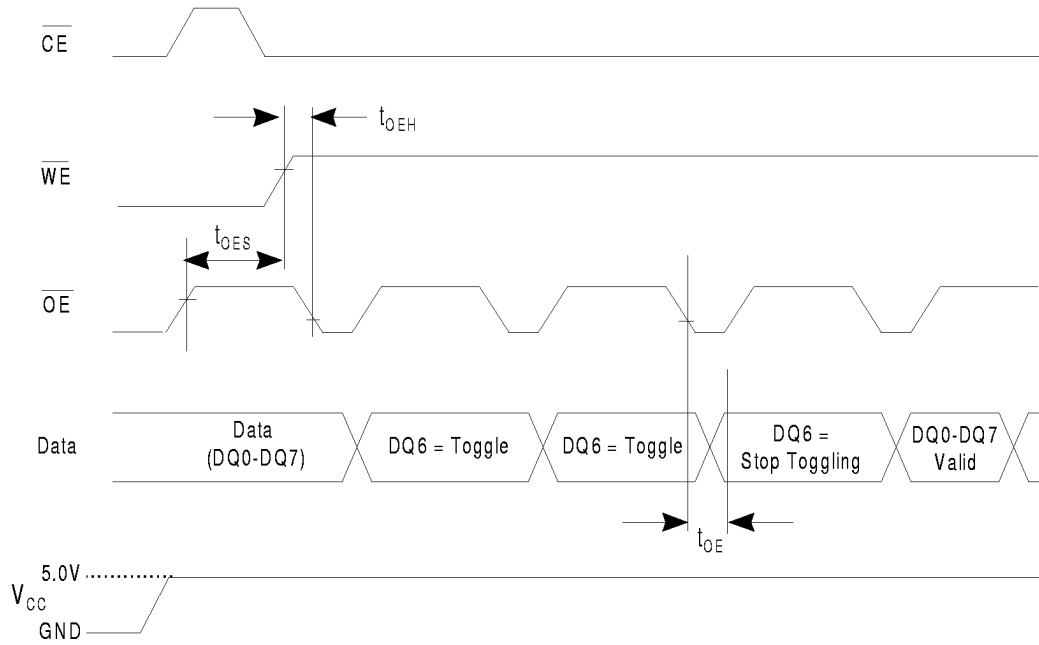 CE
tOEH
WE
tOES
OE
Data
Data
(DQ0-DQ7)
DQ6 = Toggle
DQ6 = Toggle
DQ6 =
Stop Toggling
DQ0-DQ7
Valid
tOE
5.0V
VCC
GND